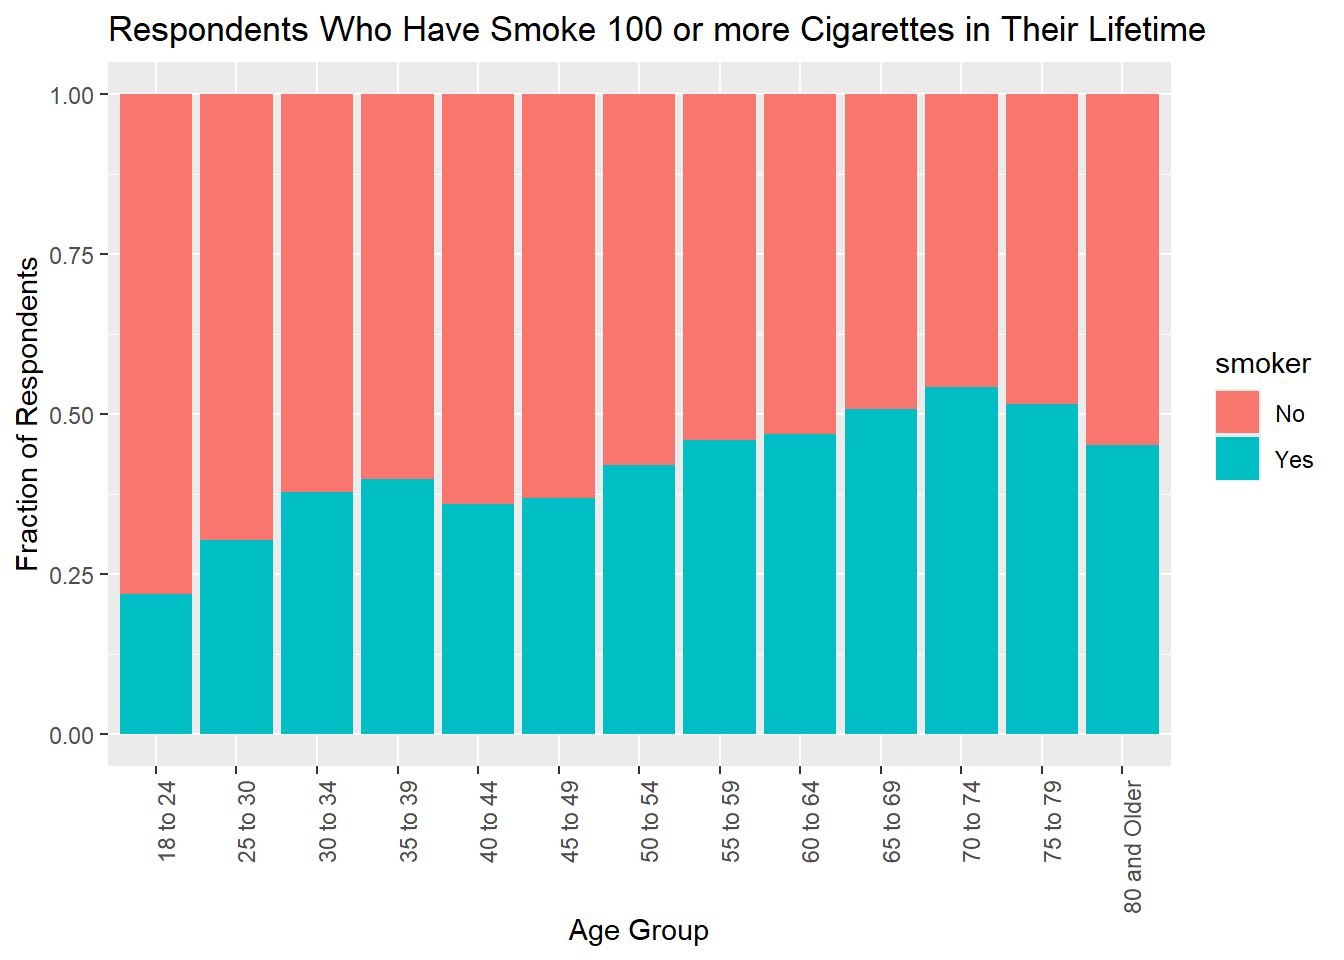 Respondents Who Have Smoke 100 or more Cigarettes in Their Lifetime
Fraction of Respondents
1.00
0.75
0.50
0.25
0.00
18 to 24
25 to 30
30 to 34
35 to 39
40 to 44
45 to 49
50 to 54
55 to 59
60 to 64
65 to 69
70 to 74
75 to 79
80 and Older
Age Group
smoker
No
Yes